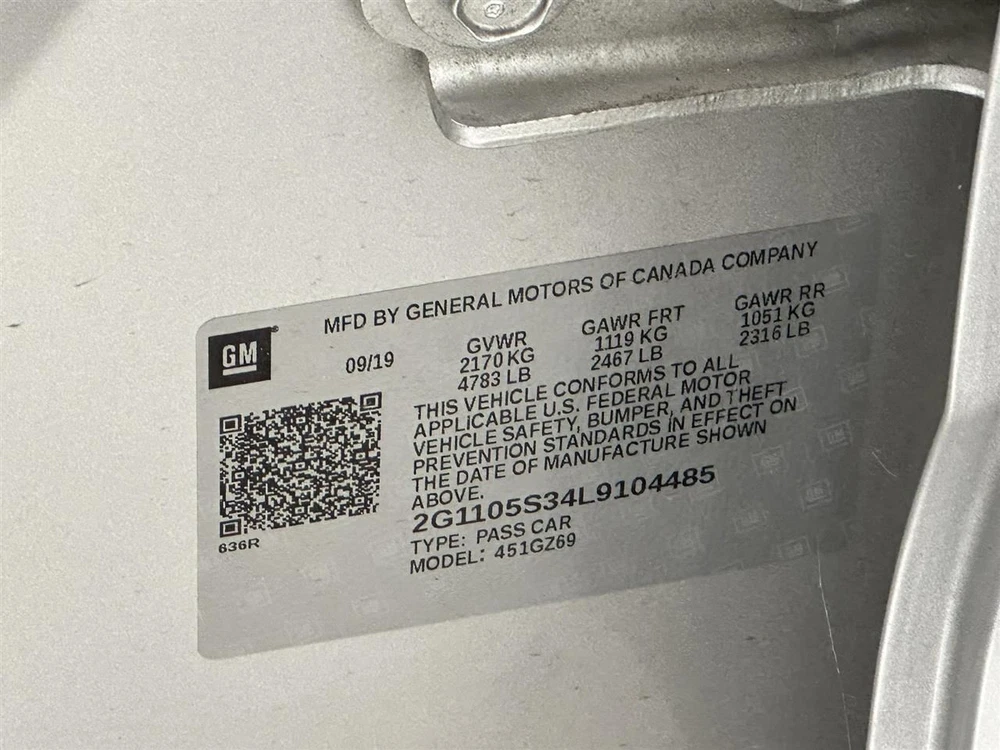 MFD BY GENERAL MOTORS OF CANADA COMPANY
GM®
09/19
GVWR
2170 KG
4783 LB
GAWR FRT
1119 KG
2467 LB
GAWR RR
1051 KG
2316 LB
THIS VEHICLE CONFORMS TO ALL
APPLICABLE U.S. FEDERAL MOTOR
VEHICLE SAFETY, BUMPER, AND THEFT
PREVENTION STANDARDS IN EFFECT ON
THE DATE OF MANUFACTURE SHOWN
ABOVE.
2G1105S34L9104485
TYPE: PASS CAR
MODEL: 451GZ69
636R